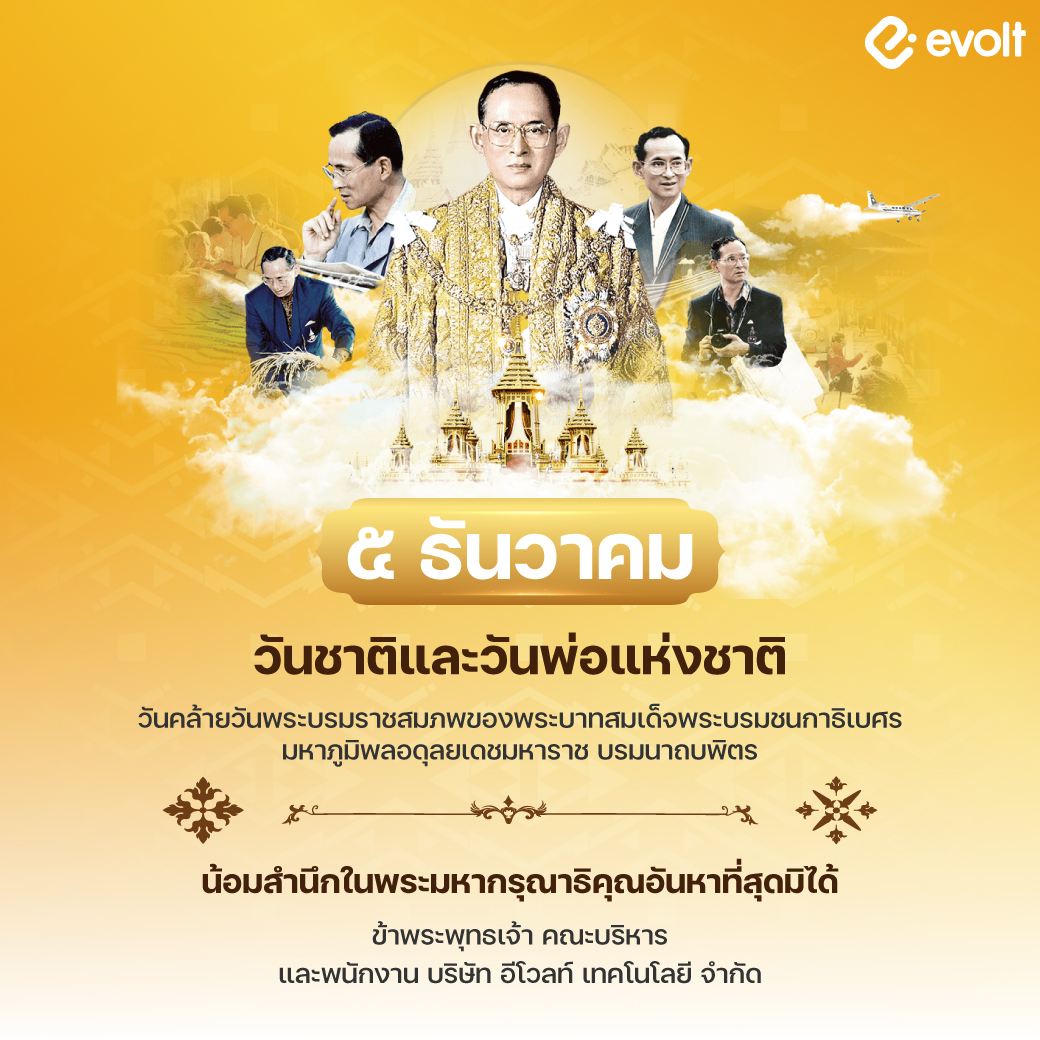 evolt
๕ ธันวาคม
วันชาติและวันพ่อแห่งชาติ
วันคล้ายวันพระบรมราชสมภพของพระบาทสมเด็จพระบรมชนกาธิเบศร
มหาภูมิพลอดุลยเดชมหาราช บรมนาถบพิตร
น้อมสำนึกในพระมหากรุณาธิคุณอันหาที่สุดมิได้
ข้าพระพุทธเจ้า คณะบริหาร
และพนักงาน บริษัท อีโวลท์ เทคโนโลยี จำกัด